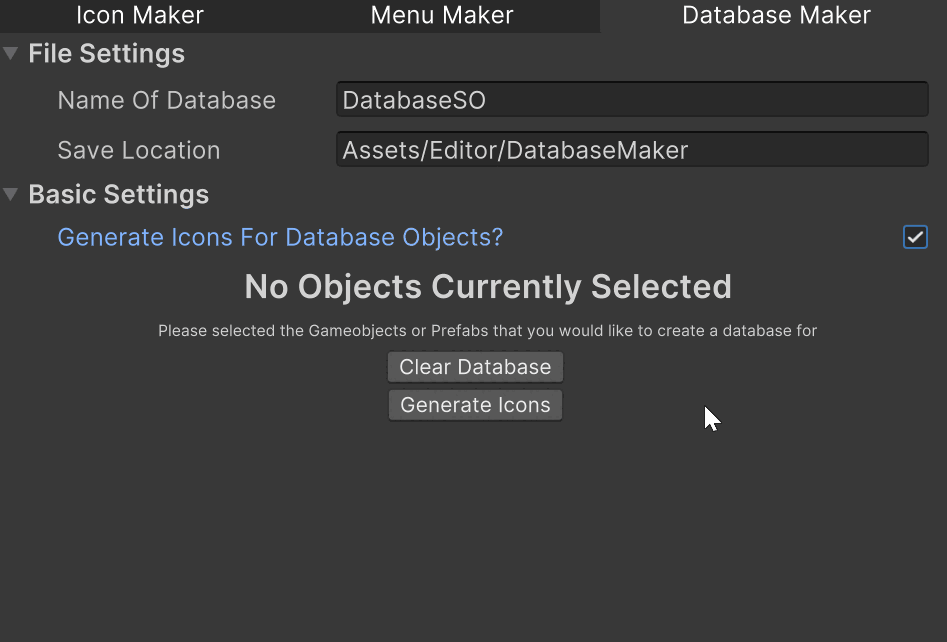 Icon Maker Menu Maker Database Maker
File Settings
Name Of Database DatabaseSO
Save Location Assets/Editor/DatabaseMaker
Basic Settings
Generate Icons For Database Objects?
No Objects Currently Selected
Please selected the Gameobjects or Prefabs that you would like to create a database for
Clear Database
Generate Icons